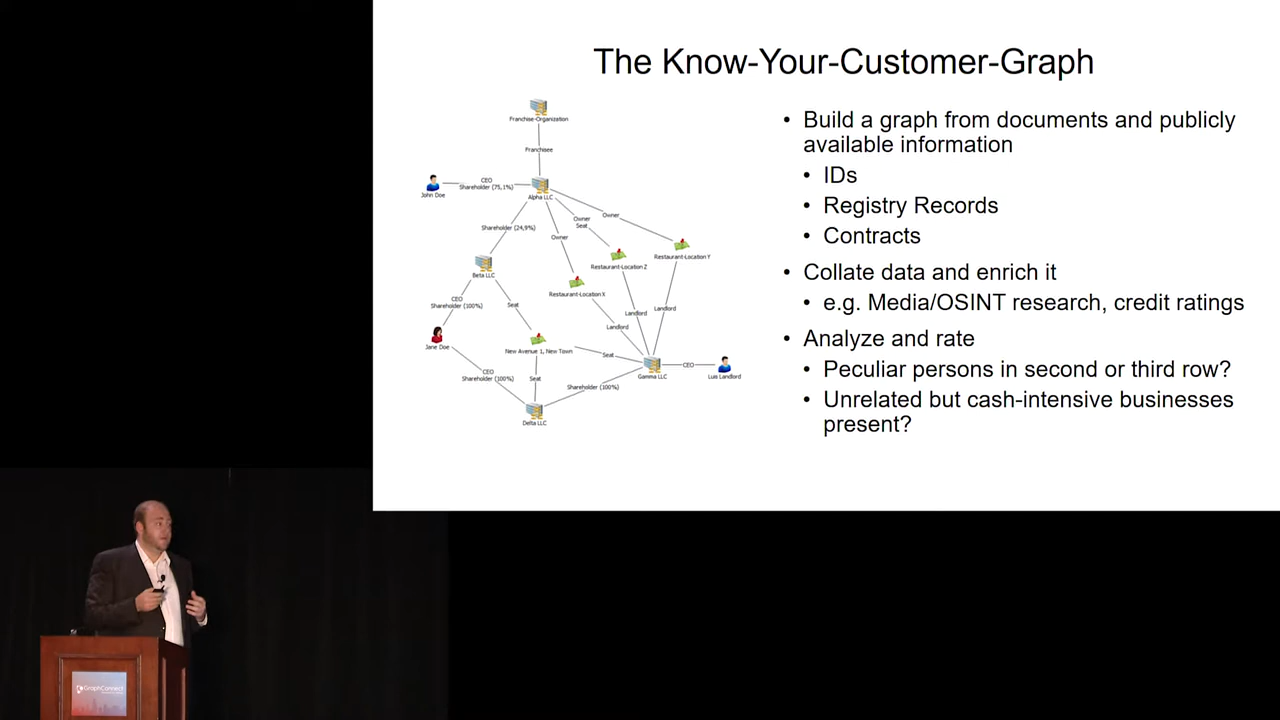 The Know-Your-Customer-Graph
Franchise-Organization
Franchisee
CEO
Shareholder (75,1%)
John Doe
Alpha LLC
Owner
Owner
Seat
Shareholder (24,9%)
Owner
Restaurant-Location Y
Beta LLC
Restaurant-Location Z
Restaurant-Location X
CEO
Shareholder (100%)
Seat
Landlord
Landlord
Landlord
Jane Doe
New Avenue 1, New Town
Seat
CEO
Luis Landlord
Gamma LLC
CEO
Shareholder (100%)
Seat
Shareholder (100%)
Delta LLC
• Build a graph from documents and publicly
available information
• IDs
• Registry Records
• Contracts
• Collate data and enrich it
• e.g. Media/OSINT research, credit ratings
• Analyze and rate
• Peculiar persons in second or third row?
• Unrelated but cash-intensive businesses
present?
GraphConnect